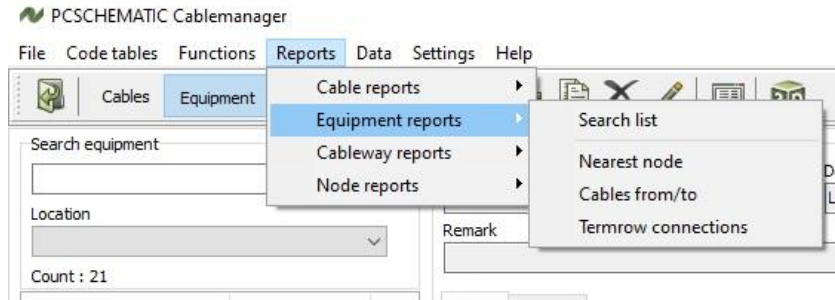 PCSCHEMATIC Cablemanager
File Code tables Functions Reports Data Settings Help
Cables Equipment
Cable reports
Equipment reports
Cableway reports
Node reports
Search list
Nearest node
Cables from/to
Termrow connections
Search equipment
Location
Count : 21
Remark